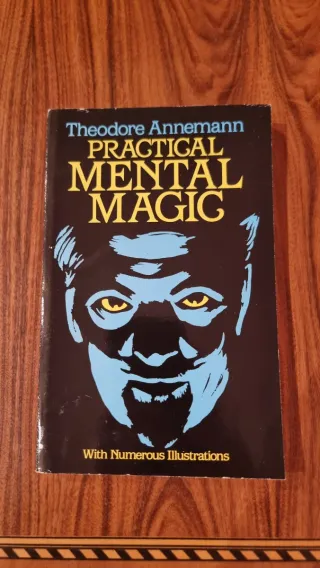 Theodore Annemann
PRACTICAL
MENTAL
MAGIC
With Numerous Illustrations